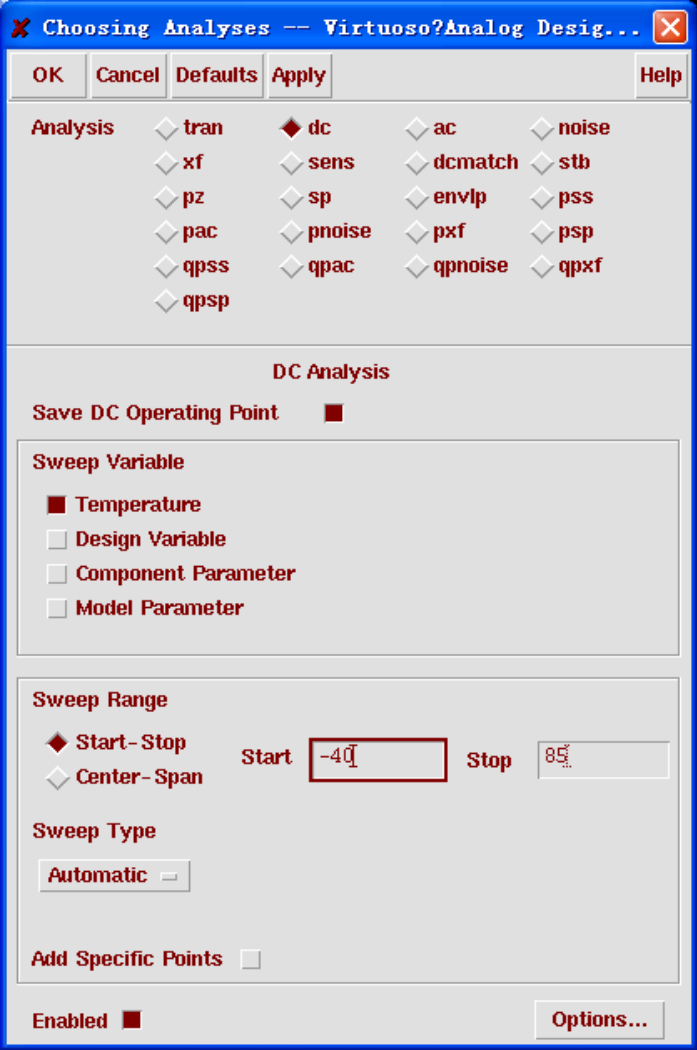 Choosing Analyses -- Virtuoso?Analog Desig...
OK Cancel Defaults Apply Help
Analysis tran dc ac noise
xf sens dcmatch stb
pz sp envlp pss
pac pnoise pxf psp
qpss qpac qpnoise qpxf
qpsp
DC Analysis
Save DC Operating Point
Sweep Variable
Temperature
Design Variable
Component Parameter
Model Parameter
Sweep Range
Start-Stop
Center-Span
Start -40 Stop 85
Sweep Type
Automatic
Add Specific Points
Enabled Options...